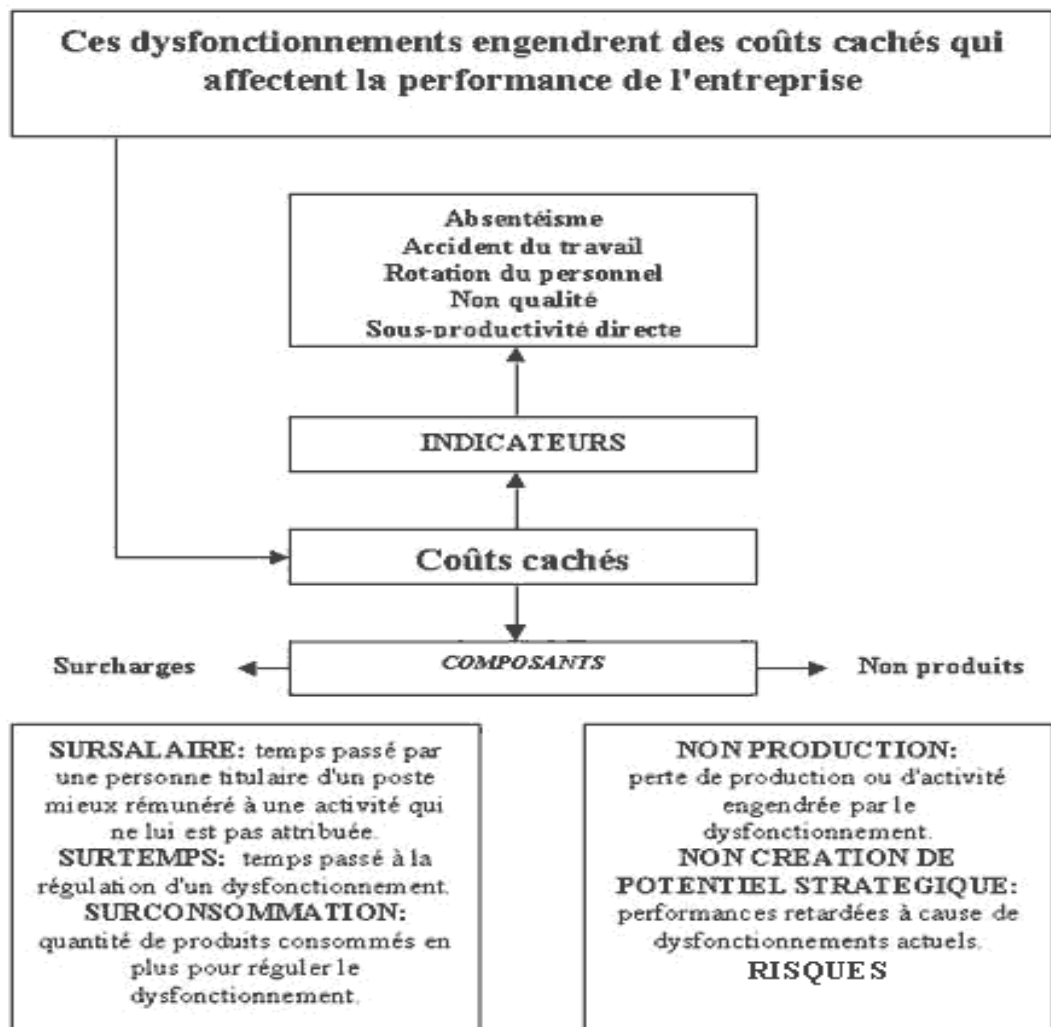 Ces dysfonctionnements engendrent des coûts cachés qui
affectent la performance de l'entreprise
Absentéisme
Accident du travail
Rotation du personnel
Non qualité
Sous-productivité directe
INDICATEURS
Coûts cachés
Surcharges
COMPOSANTS
Non produits
SURSALAIRE: temps passé par
une personne titulaire d'un poste
mieux rémunéré à une activité qui
ne lui est pas attribuée.
SURTEMPS: temps passé à la
régulation d'un dysfonctionnement.
SURCONSOMMATION:
quantité de produits consommés en
plus pour réguler le
dysfonctionnement.
NON PRODUCTION:
perte de production ou d'activité
engendrée par le
dysfonctionnement.
NON CREATION DE
POTENTIEL STRATEGIQUE:
performances retardées à cause de
dysfonctionnements actuels.
RISQUES